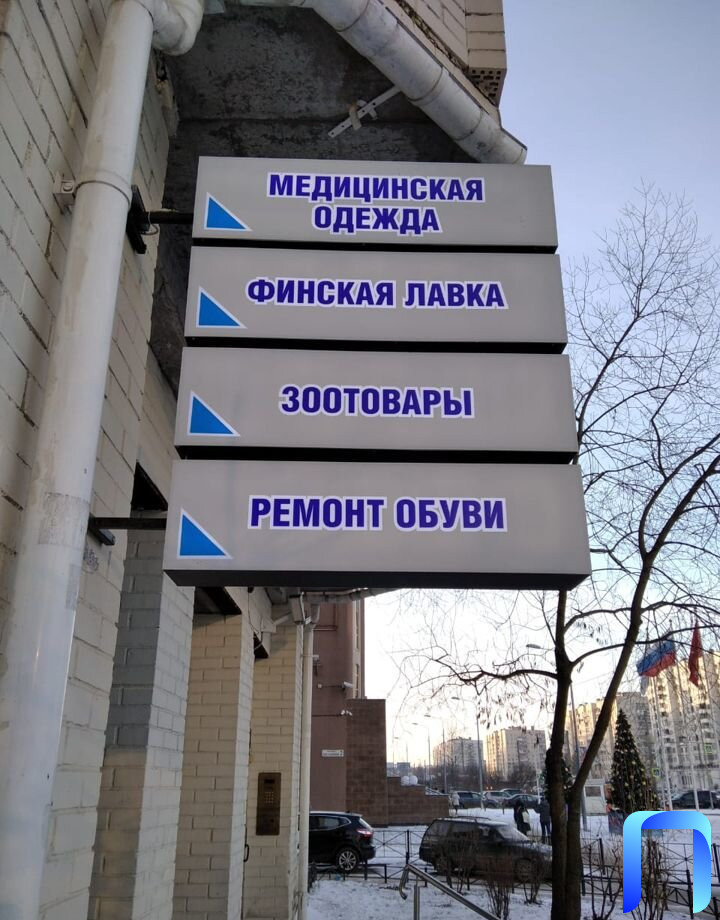 МЕДИЦИНСКАЯ
ОДЕЖДА
ФИНСКАЯ ЛАВКА
ЗООТОВАРЫ
РЕМОНТ ОБУВИ